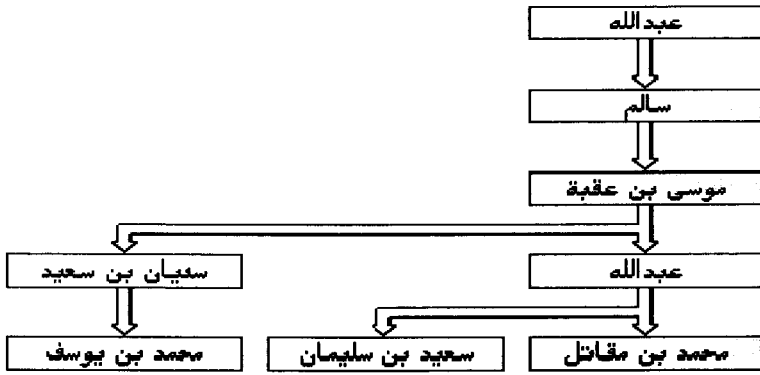 عبدالله
سالم
موسى بن عقبة
عبدالله
سفيان بن سعيد
محمد بن مقاتل
سعيد بن سليمان
محمد بن يوسف